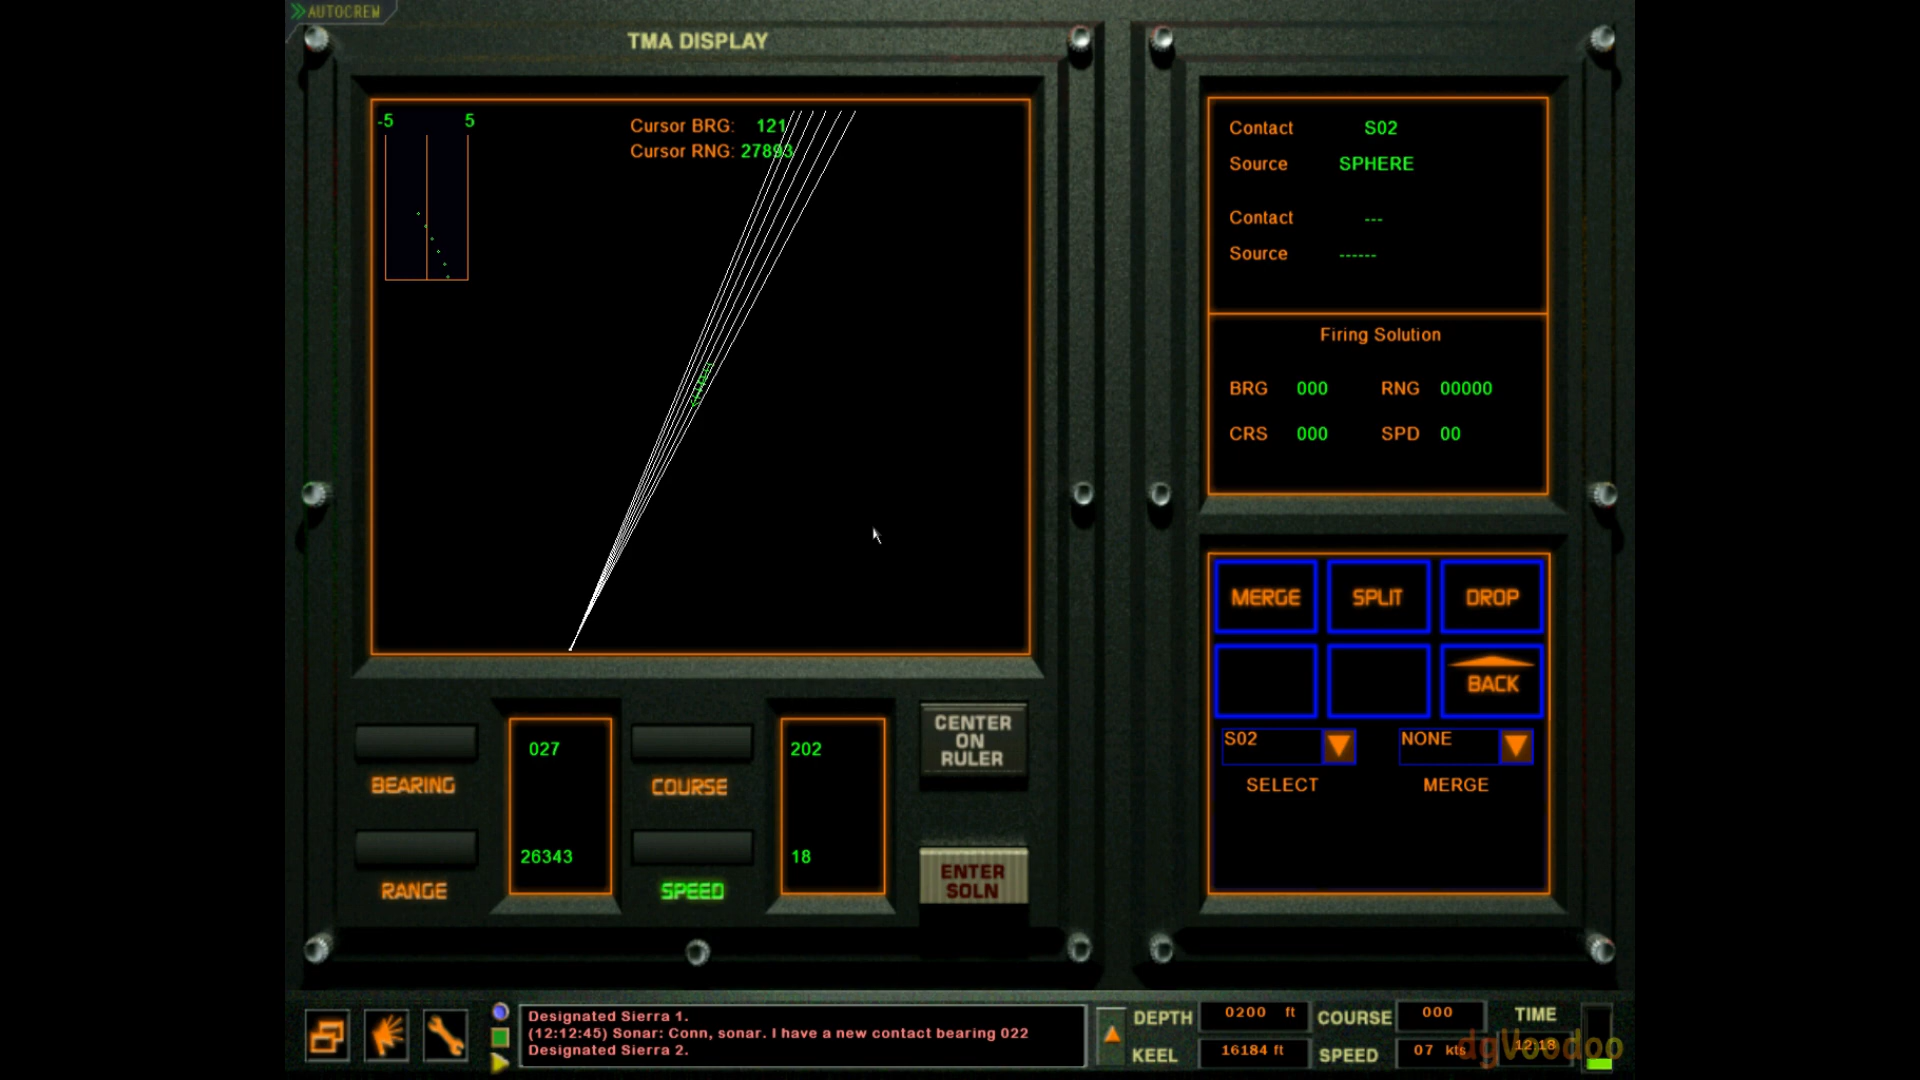 AUTOCREW
TMA DISPLAY
-5 5
Cursor BRG: 121
Cursor RNG: 27893
Contact S02
Source SPHERE
Contact ---
Source ------
Firing Solution
BRG 000 RNG 00000
CRS 000 SPD 00
MERGE SPLIT DROP
BACK
S02 NONE
SELECT MERGE
027 202
BEARING COURSE
CENTER
ON
RULER
26343 18
RANGE SPEED
ENTER
SOLN
Designated Sierra 1.
(12:12:45) Sonar: Conn, sonar. I have a new contact bearing 022
Designated Sierra 2.
DEPTH 0200 ft COURSE 000 TIME
KEEL 16184 ft SPEED 07 kts 12:18
dgVoodoo